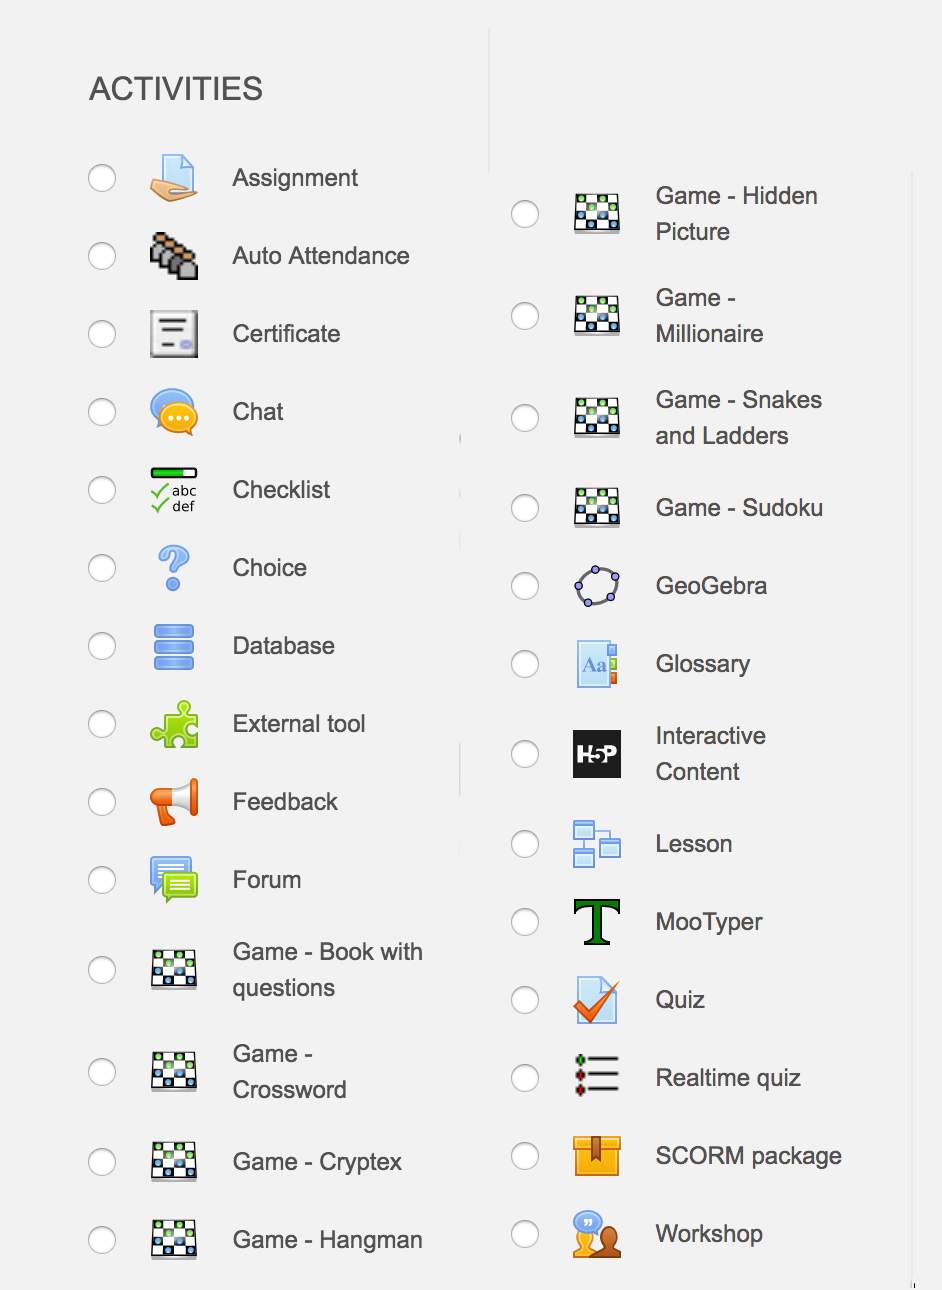 ACTIVITIES
Assignment
Auto Attendance
Certificate
Chat
abc
def
Checklist
Choice
Database
External tool
Feedback
Forum
Game - Book with
questions
Game -
Crossword
Game - Cryptex
Game - Hangman
Game - Hidden
Picture
Game -
Millionaire
Game - Snakes
and Ladders
Game - Sudoku
GeoGebra
Aa
Glossary
H5P
Interactive
Content
Lesson
T
MooTyper
Quiz
Realtime quiz
SCORM package
Workshop